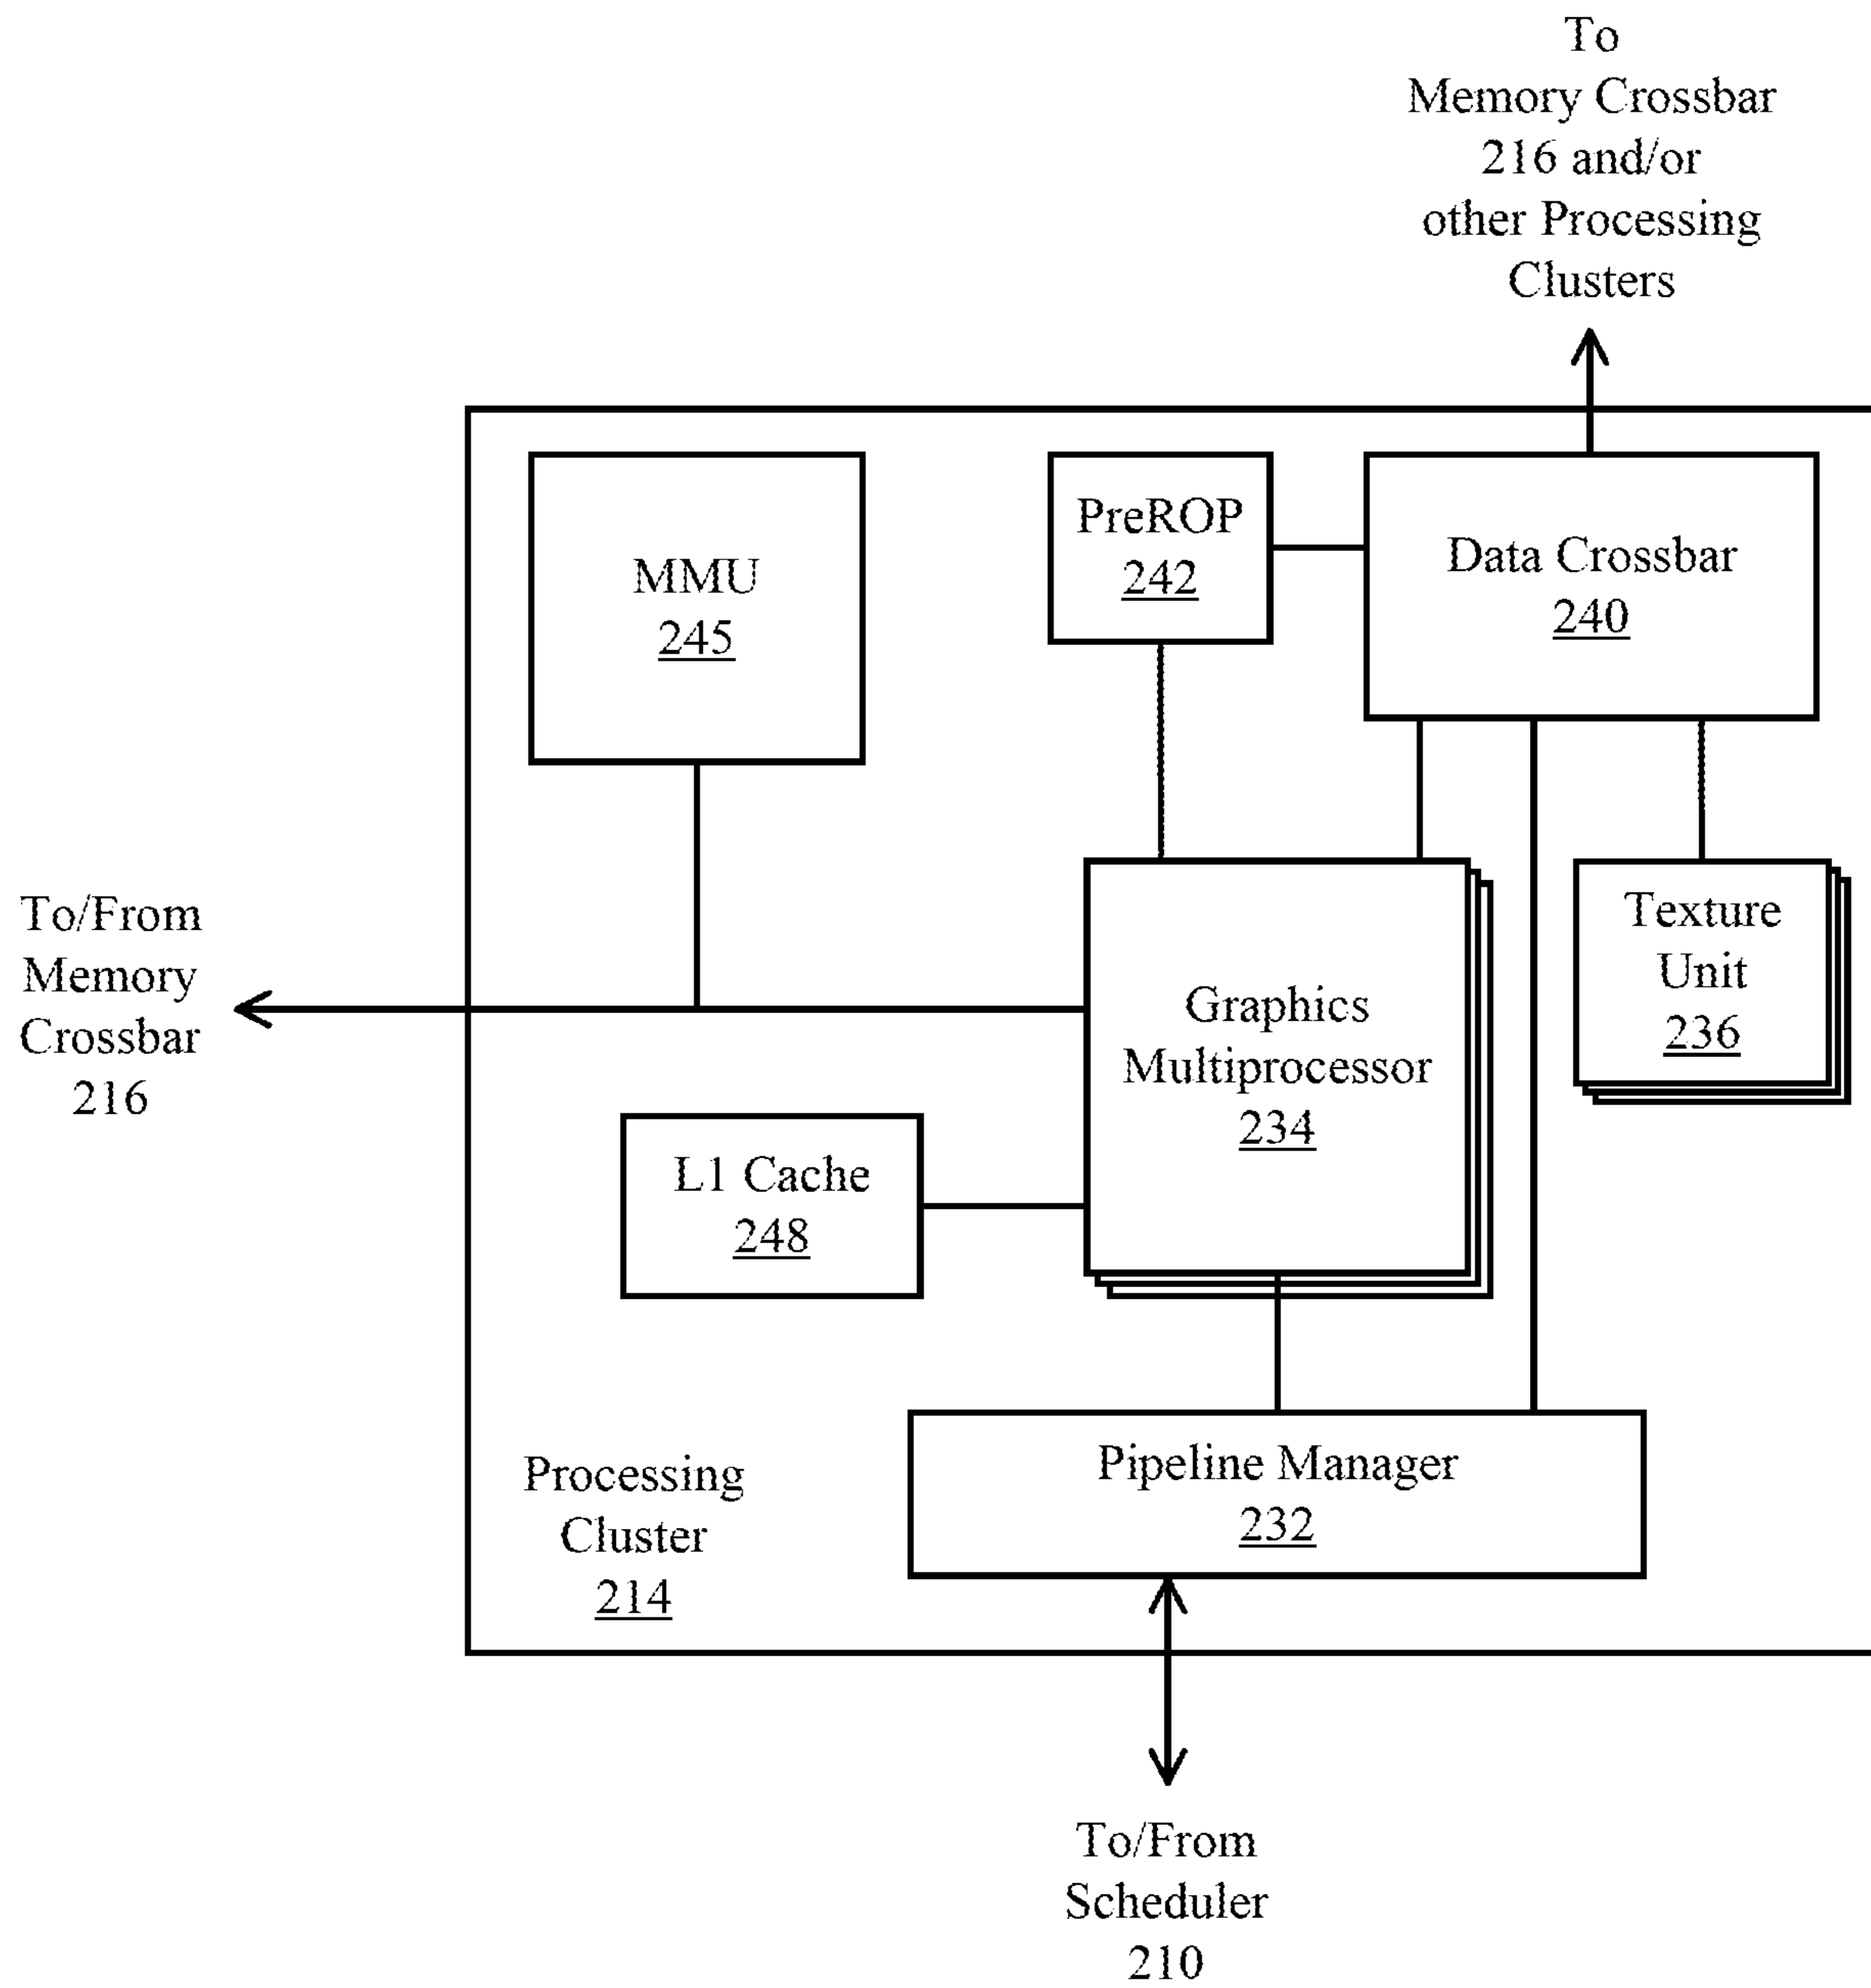 To
Memory Crossbar
216 and/or
other Processing
Clusters
MMU
245
PreROP
242
Data Crossbar
240
To/From
Memory
Crossbar
216
Graphics
Multiprocessor
234
Texture
Unit
236
L1 Cache
248
Processing
Cluster
214
Pipeline Manager
232
To/From
Scheduler
210